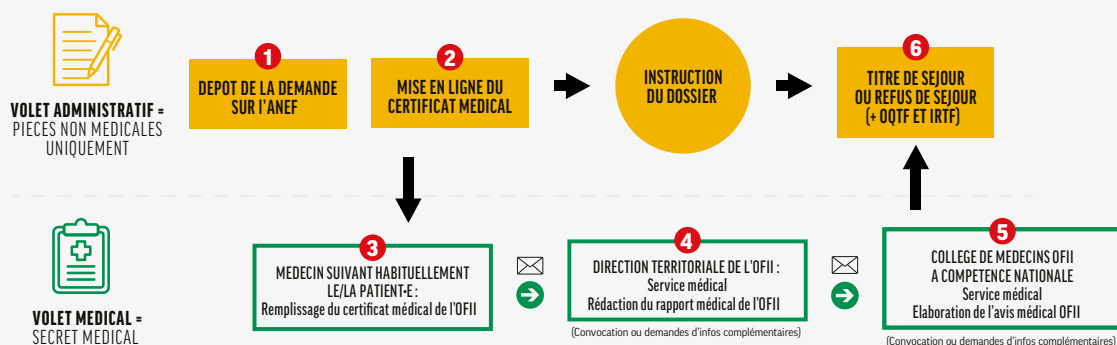 VOLET ADMINISTRATIF =
PIECES NON MEDICALES
UNIQUEMENT
1
DEPOT DE LA DEMANDE
SUR l'ANEF
2
MISE EN LIGNE DU
CERTIFICAT MEDICAL
INSTRUCTION
DU DOSSIER
6
TITRE DE SEJOUR
OU REFUS DE SEJOUR
(+ OQTF ET IRTF)
VOLET MEDICAL =
SECRET MEDICAL
3
MEDECIN SUIVANT HABITUELLEMENT
LE/LA PATIENT·E :
Remplissage du certificat médical de l'OFII
4
DIRECTION TERRITORIALE DE L'OFII :
Service médical
Rédaction du rapport médical de l'OFII
(Convocation ou demandes d'infos complémentaires)
5
COLLEGE DE MEDECINS OFII
A COMPETENCE NATIONALE
Service médical
Elaboration de l'avis médical OFII
(Convocation ou demandes d'infos complémentaires)